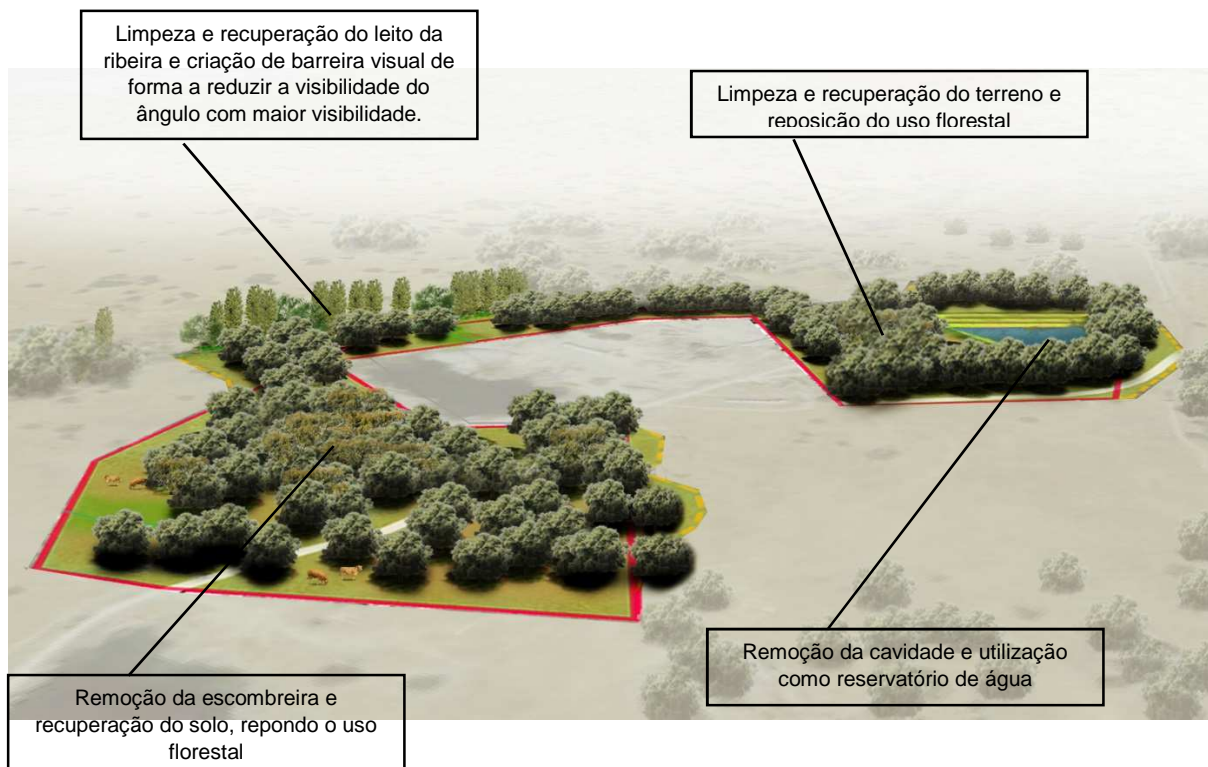 Limpeza e recuperação do leito da
ribeira e criação de barreira visual de
forma a reduzir a visibilidade do
ângulo com maior visibilidade.
Limpeza e recuperação do terreno e
reposição do uso florestal
Remoção da cavidade e utilização
como reservatório de água
Remoção da escombreira e
recuperação do solo, repondo o uso
florestal